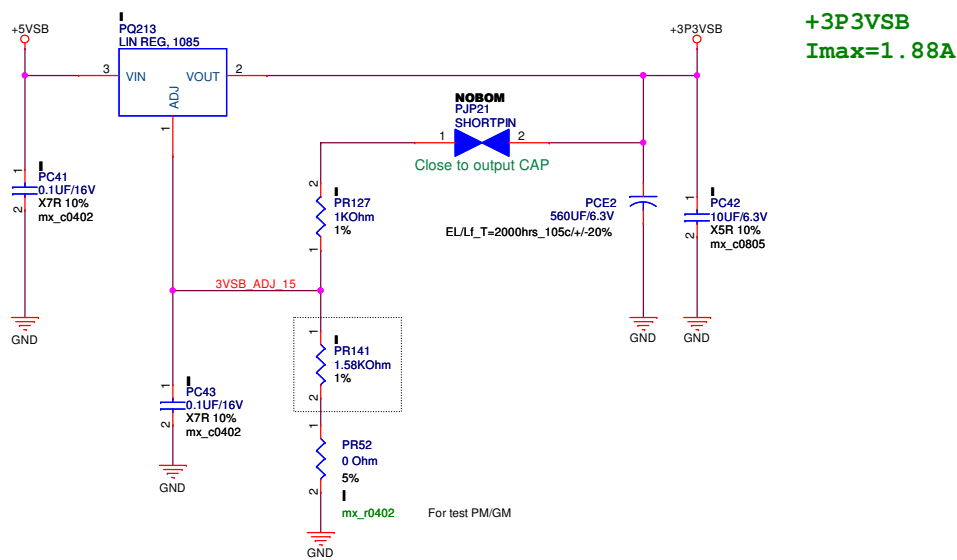 +3P3VSB
Imax=1.88A
+5VSB
I
PQ213
LIN REG, 1085
+3P3VSB
3
VIN
VOUT
2
ADJ
1
NOBOM
PJP21
SHORTPIN
1
2
Close to output CAP
1
I
PC41
0.1UF/16V
2
X7R 10%
mx_c0402
2
I
PR127
1KOhm
1%
1
PCE2
560UF/6.3V
EL/Lf_T=2000hrs_105c/+/-20%
1
I
PC42
10UF/6.3V
2
X5R 10%
mx_c0805
3VSB_ADJ_15
GND
GND
GND
1
I
PR141
1.58KOhm
1%
2
1
I
PC43
0.1UF/16V
2
X7R 10%
mx_c0402
1
PR52
0 Ohm
5%
2
I
mx_r0402
For test PM/GM
GND
GND